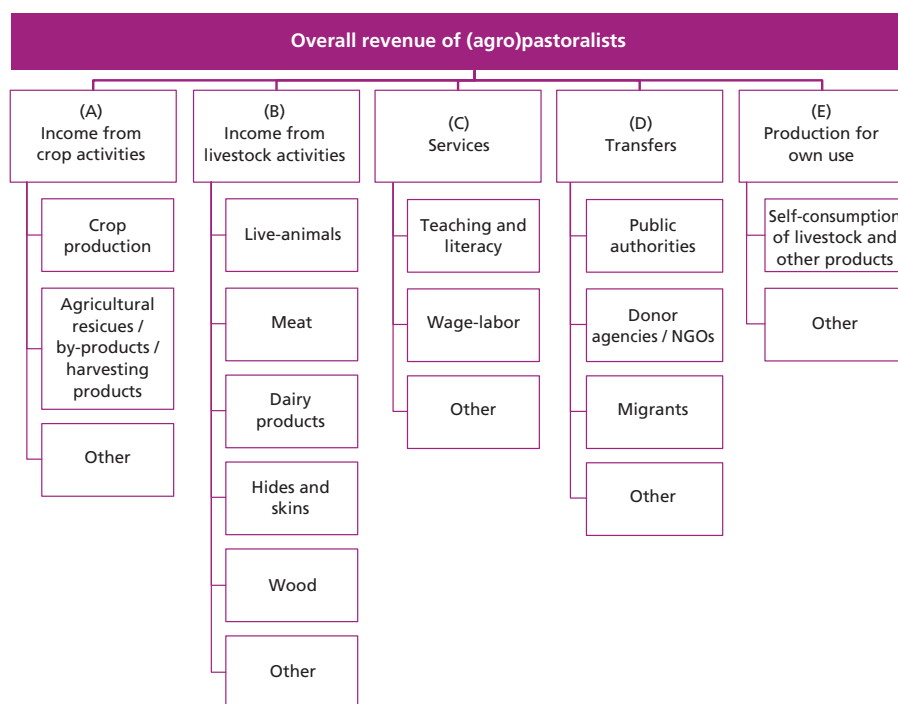 Overall revenue of (agro)pastoralists
(A)
Income from
crop activities
Crop
production
Agricultural
resicues /
by-products /
harvesting
products
Other
(B)
Income from
livestock activities
Live-animals
Meat
Dairy
products
Hides and
skins
Wood
Other
(C)
Services
Teaching and
literacy
Wage-labor
Other
(D)
Transfers
Public
authorities
Donor
agencies / NGOs
Migrants
Other
(E)
Production for
own use
Self-consumption
of livestock and
other products
Other